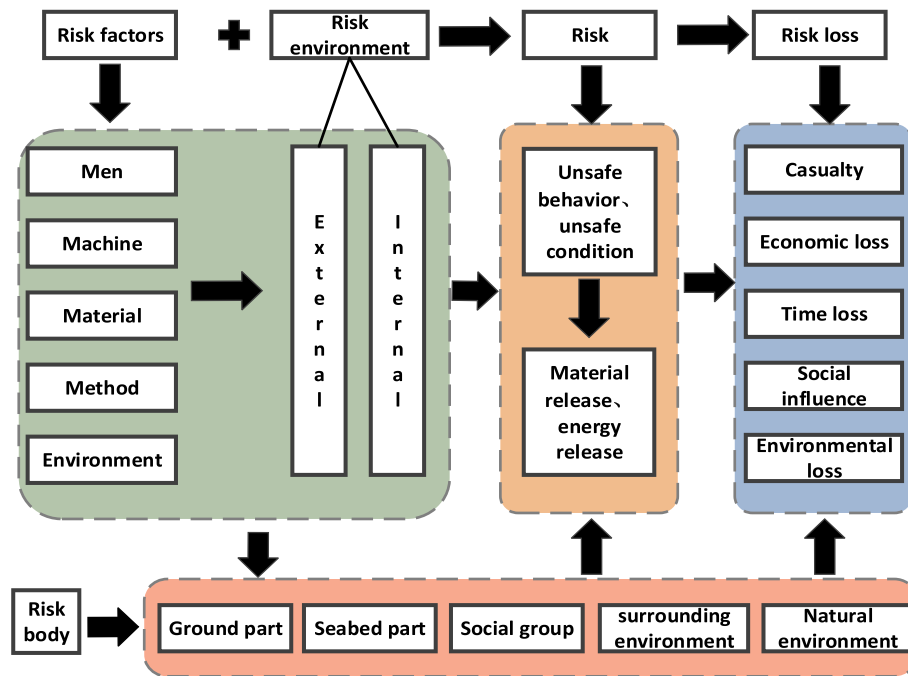 Risk factors
Risk
environment
Risk
Risk loss
Men
Machine
Material
Method
Environment
External
Internal
Unsafe
behavior、
unsafe
condition
Material
release、
energy
release
Casualty
Economic loss
Time loss
Social
influence
Environmental
loss
Risk
body
Ground part
Seabed part
Social group
surrounding
environment
Natural
environment